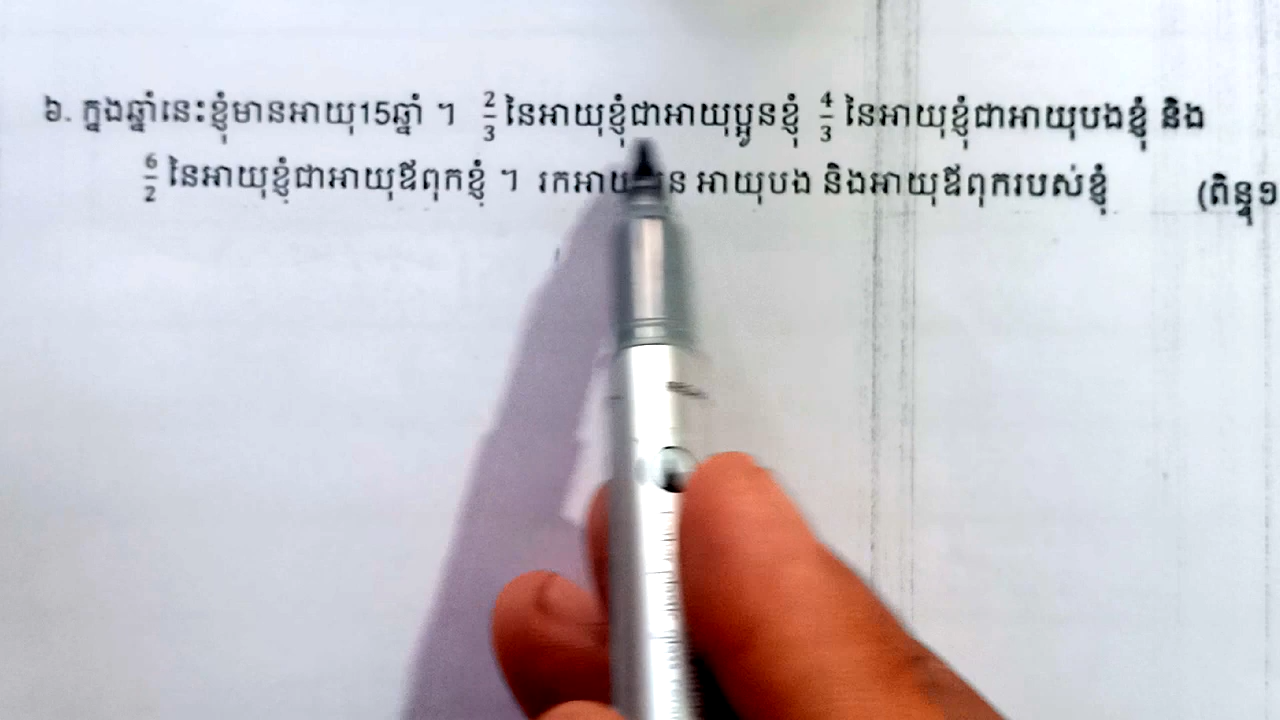 ៦. ក្នុងឆ្នាំនេះខ្ញុំមានអាយុ15ឆ្នាំ ។ 2/3 នៃអាយុខ្ញុំជាអាយុប្អូនខ្ញុំ 4/3 នៃអាយុខ្ញុំជាអាយុបងខ្ញុំ និង
6/2 នៃអាយុខ្ញុំជាអាយុឪពុកខ្ញុំ ។ រក អាយុបង និងអាយុឪពុករបស់ខ្ញុំ (ពិន្ទុ១